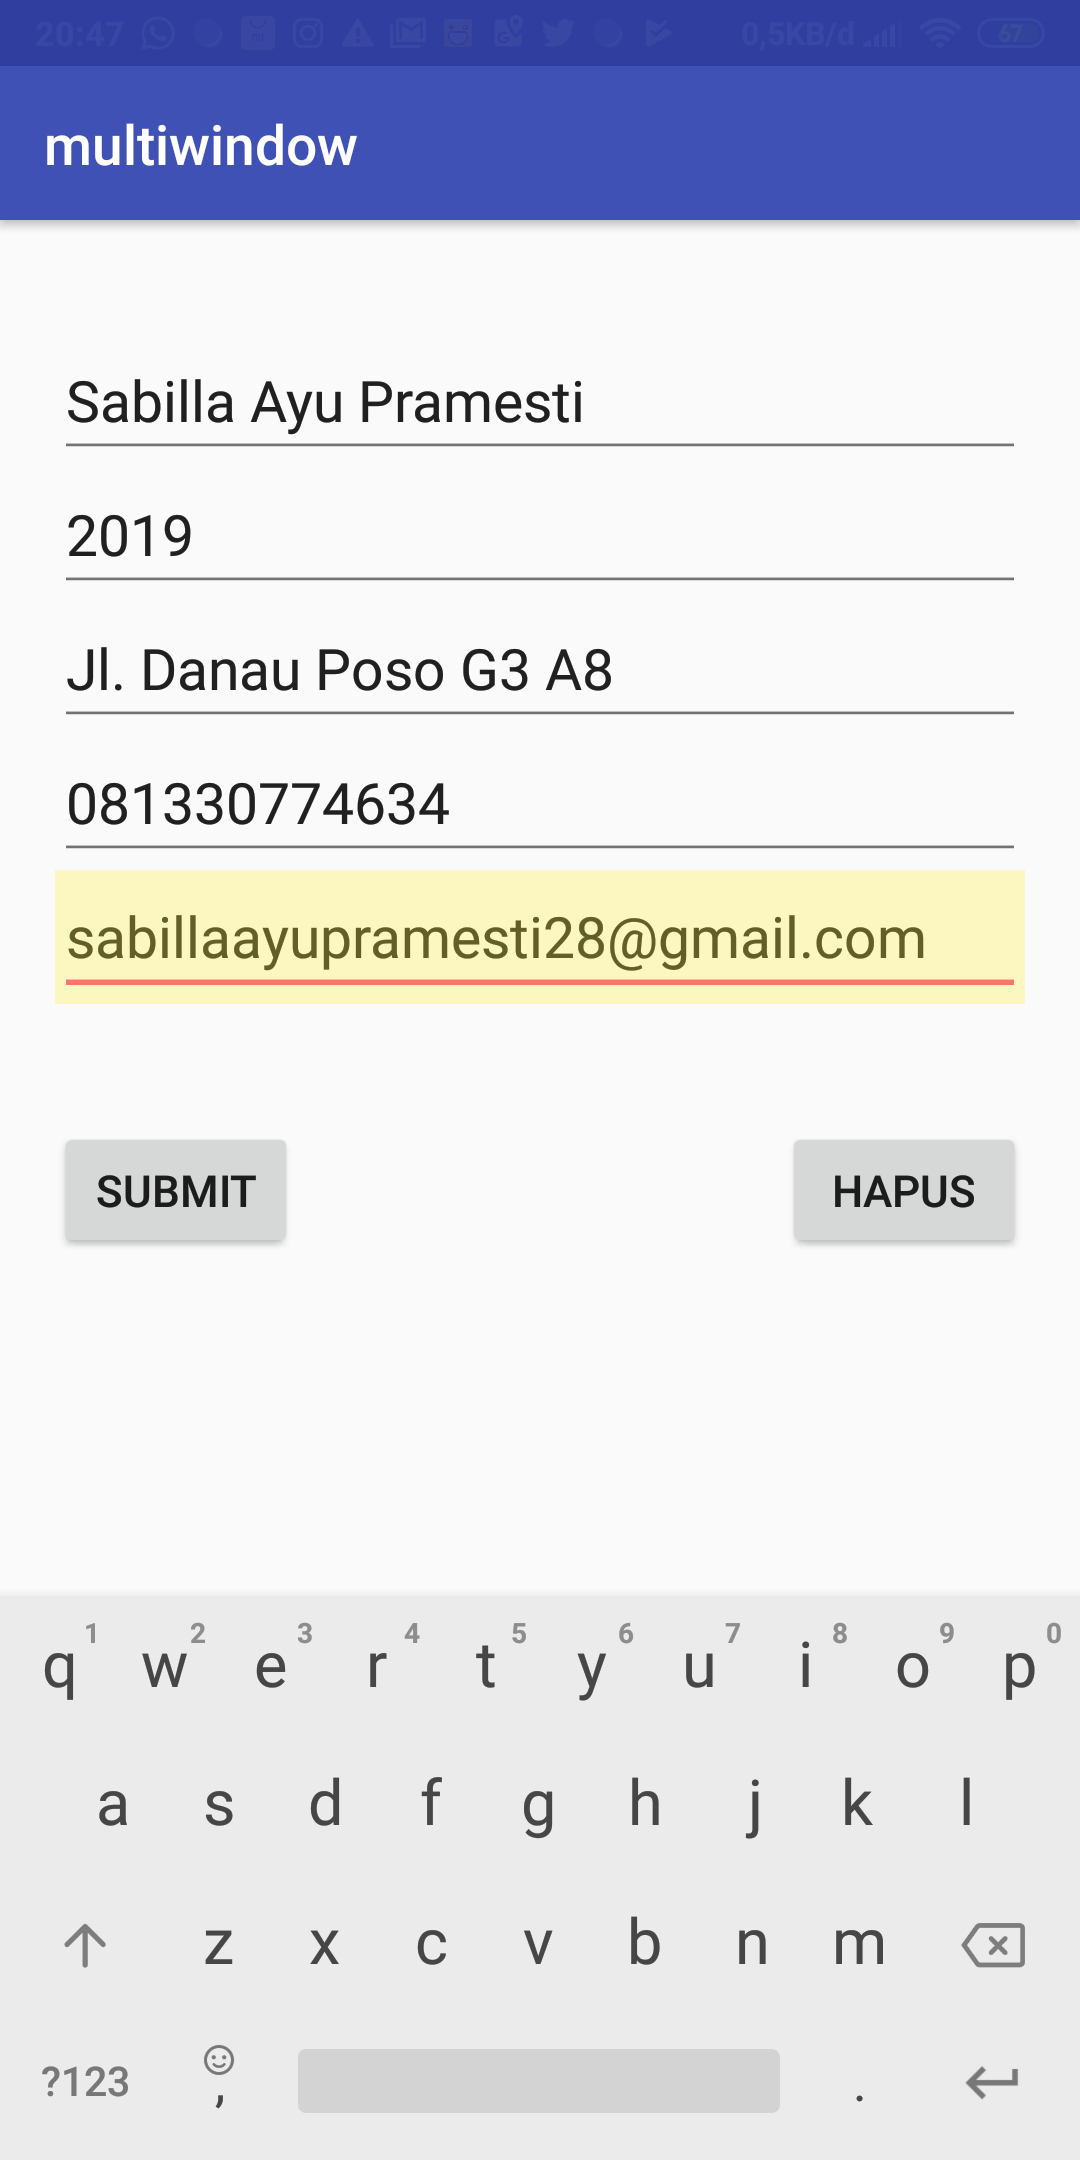 20:47 0,5KB/d 67
multiwindow
Sabilla Ayu Pramesti
2019
Jl. Danau Poso G3 A8
081330774634
sabillaayupramesti28@gmail.com
SUBMIT HAPUS
1 2 3 4 5 6 7 8 9 0
q w e r t y u i o p
a s d f g h j k l
z x c v b n m
?123 , .